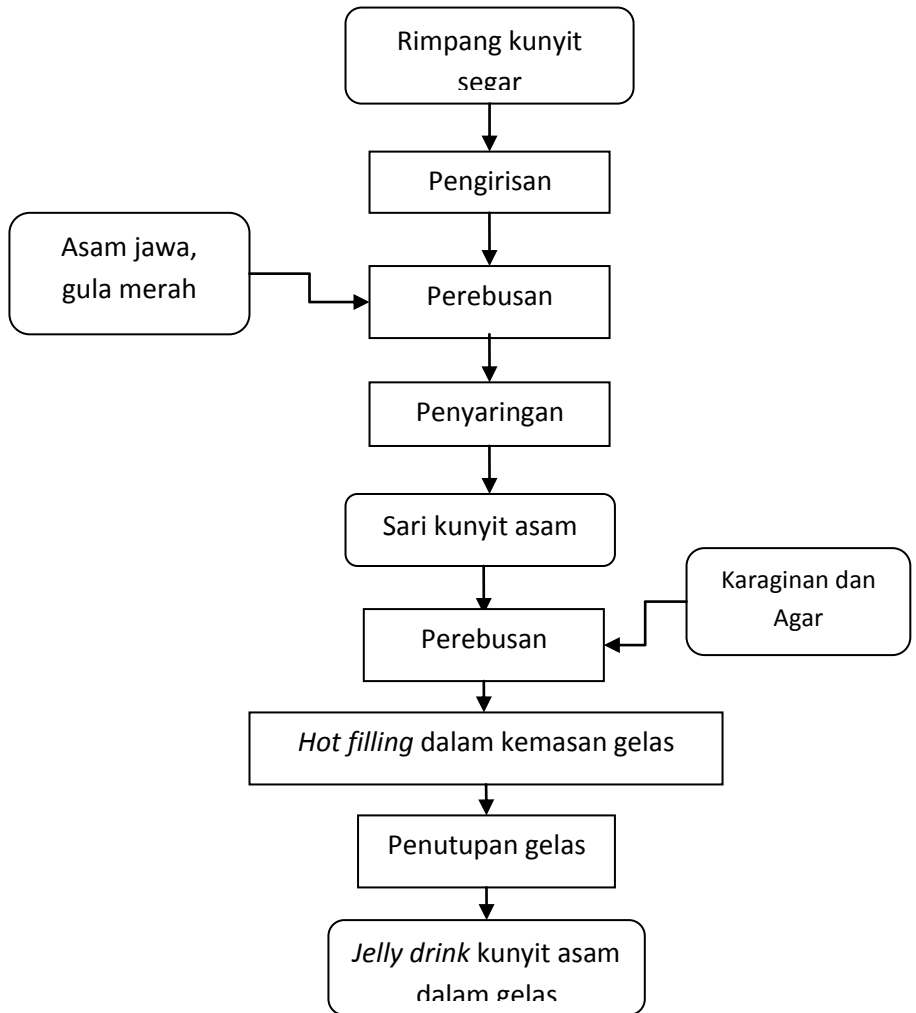 Rimpang kunyit
segar
Pengirisan
Asam jawa,
gula merah
Perebusan
Penyaringan
Sari kunyit asam
Karaginan dan
Agar
Perebusan
Hot filling dalam kemasan gelas
Penutupan gelas
Jelly drink kunyit asam
dalam gelas